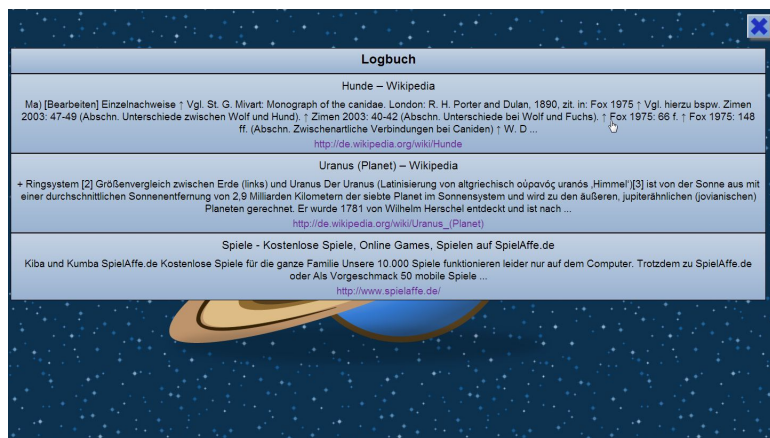 Logbuch
Hunde – Wikipedia
Ma) [Bearbeiten] Einzelnachweise ↑ Vgl. St. G. Mivart: Monograph of the canidae. London: R. H. Porter and Dulan, 1890, zit. in: Fox 1975 ↑ Vgl. hierzu bspw. Zimen
2003: 47-49 (Abschn. Unterschiede zwischen Wolf und Hund). ↑ Zimen 2003: 40-42 (Abschn. Unterschiede bei Wolf und Fuchs). ↑ Fox 1975: 66 f. ↑ Fox 1975: 148
ff. (Abschn. Zwischenartliche Verbindungen bei Caniden) ↑ W. D ...
http://de.wikipedia.org/wiki/Hunde
Uranus (Planet) – Wikipedia
+ Ringsystem [2] Größenvergleich zwischen Erde (links) und Uranus Der Uranus (Latinisierung von altgriechisch οὐρανός uranós ‚Himmel‘)[3] ist von der Sonne aus mit
einer durchschnittlichen Sonnenentfernung von 2,9 Milliarden Kilometern der siebte Planet im Sonnensystem und wird zu den äußeren, jupiterähnlichen (jovianischen)
Planeten gerechnet. Er wurde 1781 von Wilhelm Herschel entdeckt und ist nach ...
http://de.wikipedia.org/wiki/Uranus_(Planet)
Spiele - Kostenlose Spiele, Online Games, Spielen auf SpielAffe.de
Kiba und Kumba SpielAffe.de Kostenlose Spiele für die ganze Familie Unsere 10.000 Spiele funktionieren leider nur auf dem Computer. Trotzdem zu SpielAffe.de
oder Als Vorgeschmack 50 mobile Spiele ...
http://www.spielaffe.de/